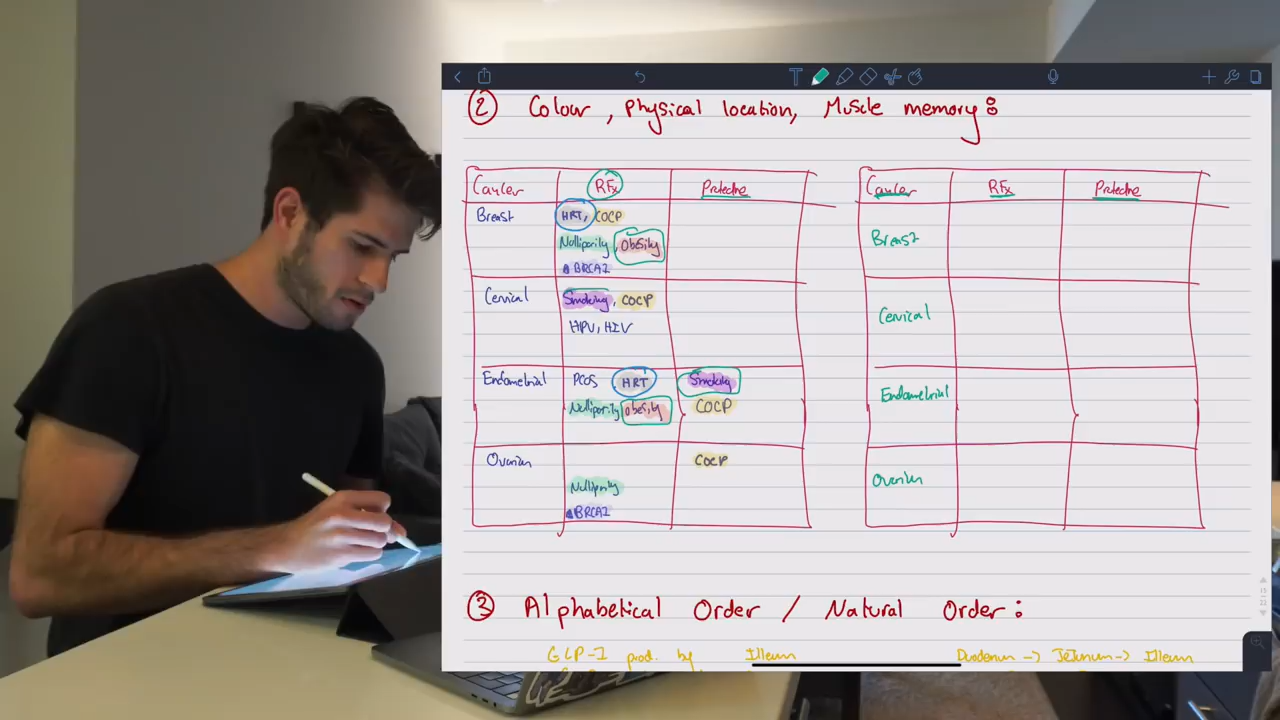 ② Colour, Physical location, Muscle memory:
Cancer RFx Protective
Breast HRT, COCP
Nulliparity Obesity
BRCA1
Cervical Smoking, COCP
HPV, HIV
Endometrial PCOS HRT Smoking
Nulliparity Obesity COCP
Ovarian COCP
Nulliparity
BRCA1
Cancer RFx Protective
Breast
Cervical
Endometrial
Ovarian
③ Alphabetical Order / Natural Order:
GLP-1 prod. by Illeum
Duodenum → Jejunum → Illeum